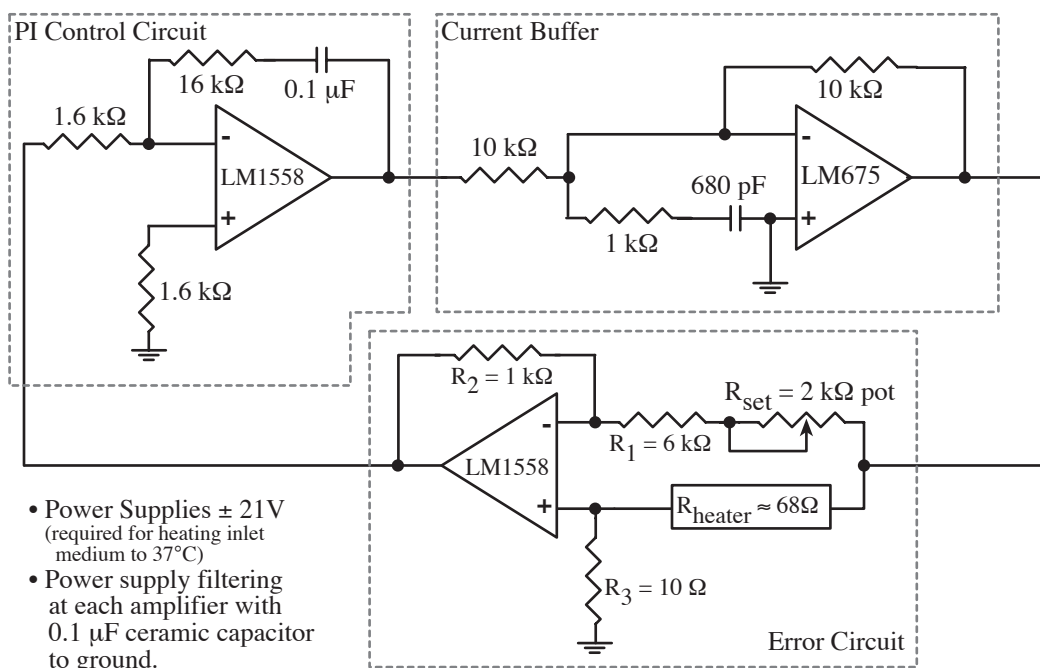 PI Control Circuit
16 kΩ
0.1 μF
1.6 kΩ
-
LM1558
+
1.6 kΩ
Current Buffer
10 kΩ
10 kΩ
-
LM675
+
680 pF
1 kΩ
R2 = 1 kΩ
Rset = 2 kΩ pot
-
R1 = 6 kΩ
LM1558
+
Rheater ≈ 68Ω
R3 = 10 Ω
Error Circuit
• Power Supplies ± 21V
(required for heating inlet
medium to 37°C)
• Power supply filtering
at each amplifier with
0.1 μF ceramic capacitor
to ground.